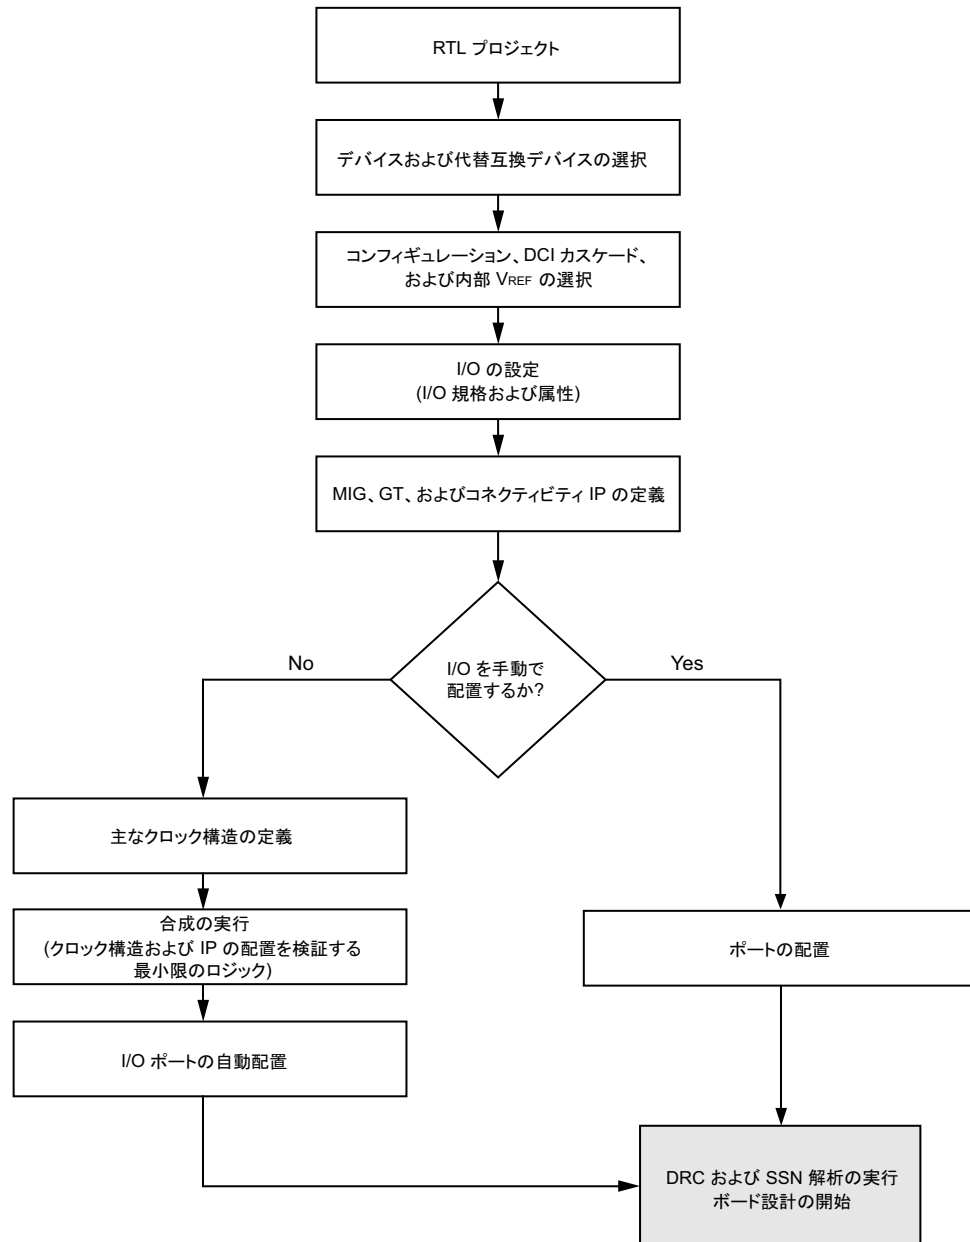 RTL プロジェクト
デバイスおよび代替互換デバイスの選択
コンフィギュレーション、DCI カスケード、
および内部 VREF の選択
I/O の設定
(I/O 規格および属性)
MIG、GT、およびコネクティビティ IP の定義
I/O を手動で
配置するか?
No
Yes
主なクロック構造の定義
合成の実行
(クロック構造および IP の配置を検証する
最小限のロジック)
I/O ポートの自動配置
ポートの配置
DRC および SSN 解析の実行
ボード設計の開始